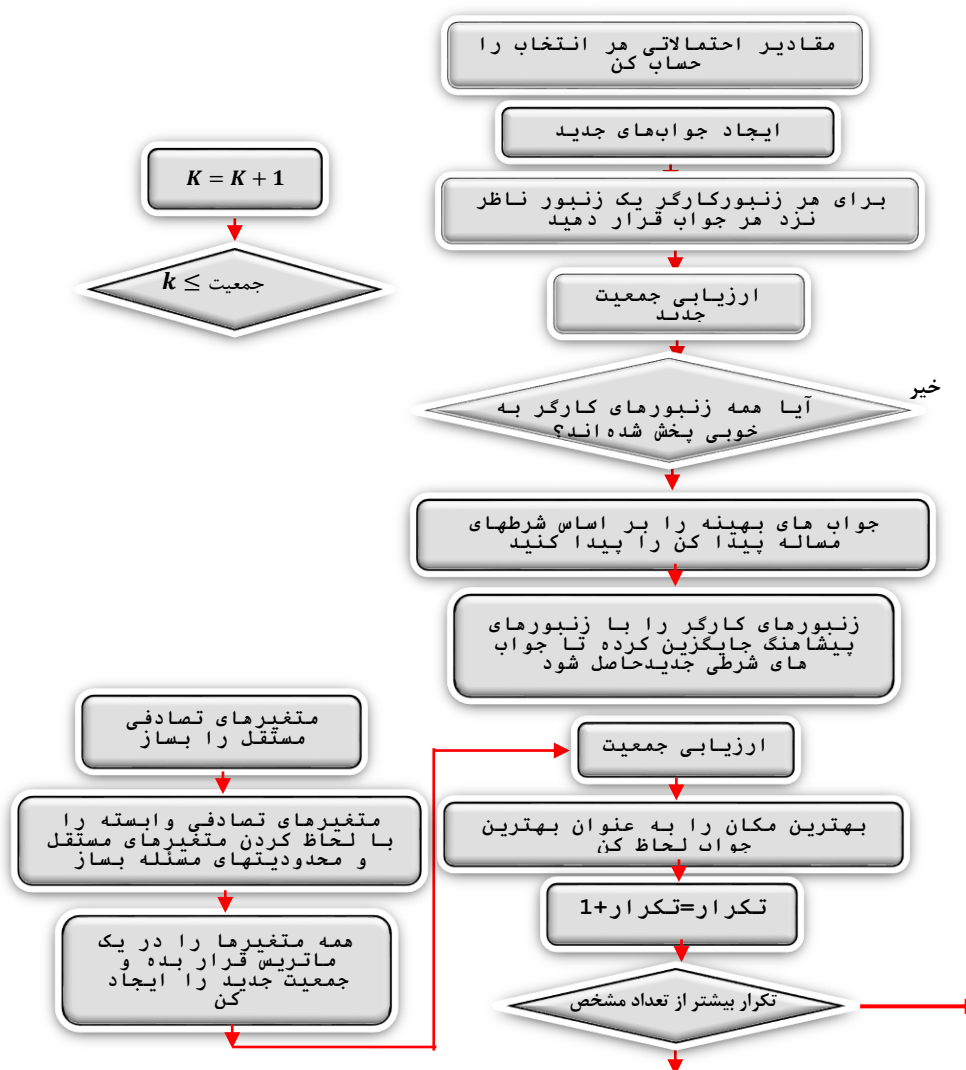 مقادیر احتمالاتی هر انتخاب را
حساب کن
ایجاد جواب‌های جدید
برای هر زنبورکارگر یک زنبور ناظر
نزد هر جواب قرار دهید
ارزیابی جمعیت
جدید
آیا همه زنبورهای کارگر به
خوبی پخش شده‌اند؟
خیر
جواب های بهینه را بر اساس شرطهای
مساله پیدا کن را پیدا کنید
زنبورهای کارگر را با زنبورهای
پیشاهنگ جایگزین کرده تا جواب
های شرطی جدیدحاصل شود
ارزیابی جمعیت
بهترین مکان را به عنوان بهترین
جواب لحاظ کن
تکرار=تکرار+1
تکرار بیشتر از تعداد مشخص
K = K + 1
k ≤ جمعیت
متغیرهای تصادفی
مستقل را بساز
متغیرهای تصادفی وابسته را
با لحاظ کردن متغیرهای مستقل
و محدودیتهای مسئله بساز
همه متغیرها را در یک
ماتریس قرار بده و
جمعیت جدید را ایجاد
کن